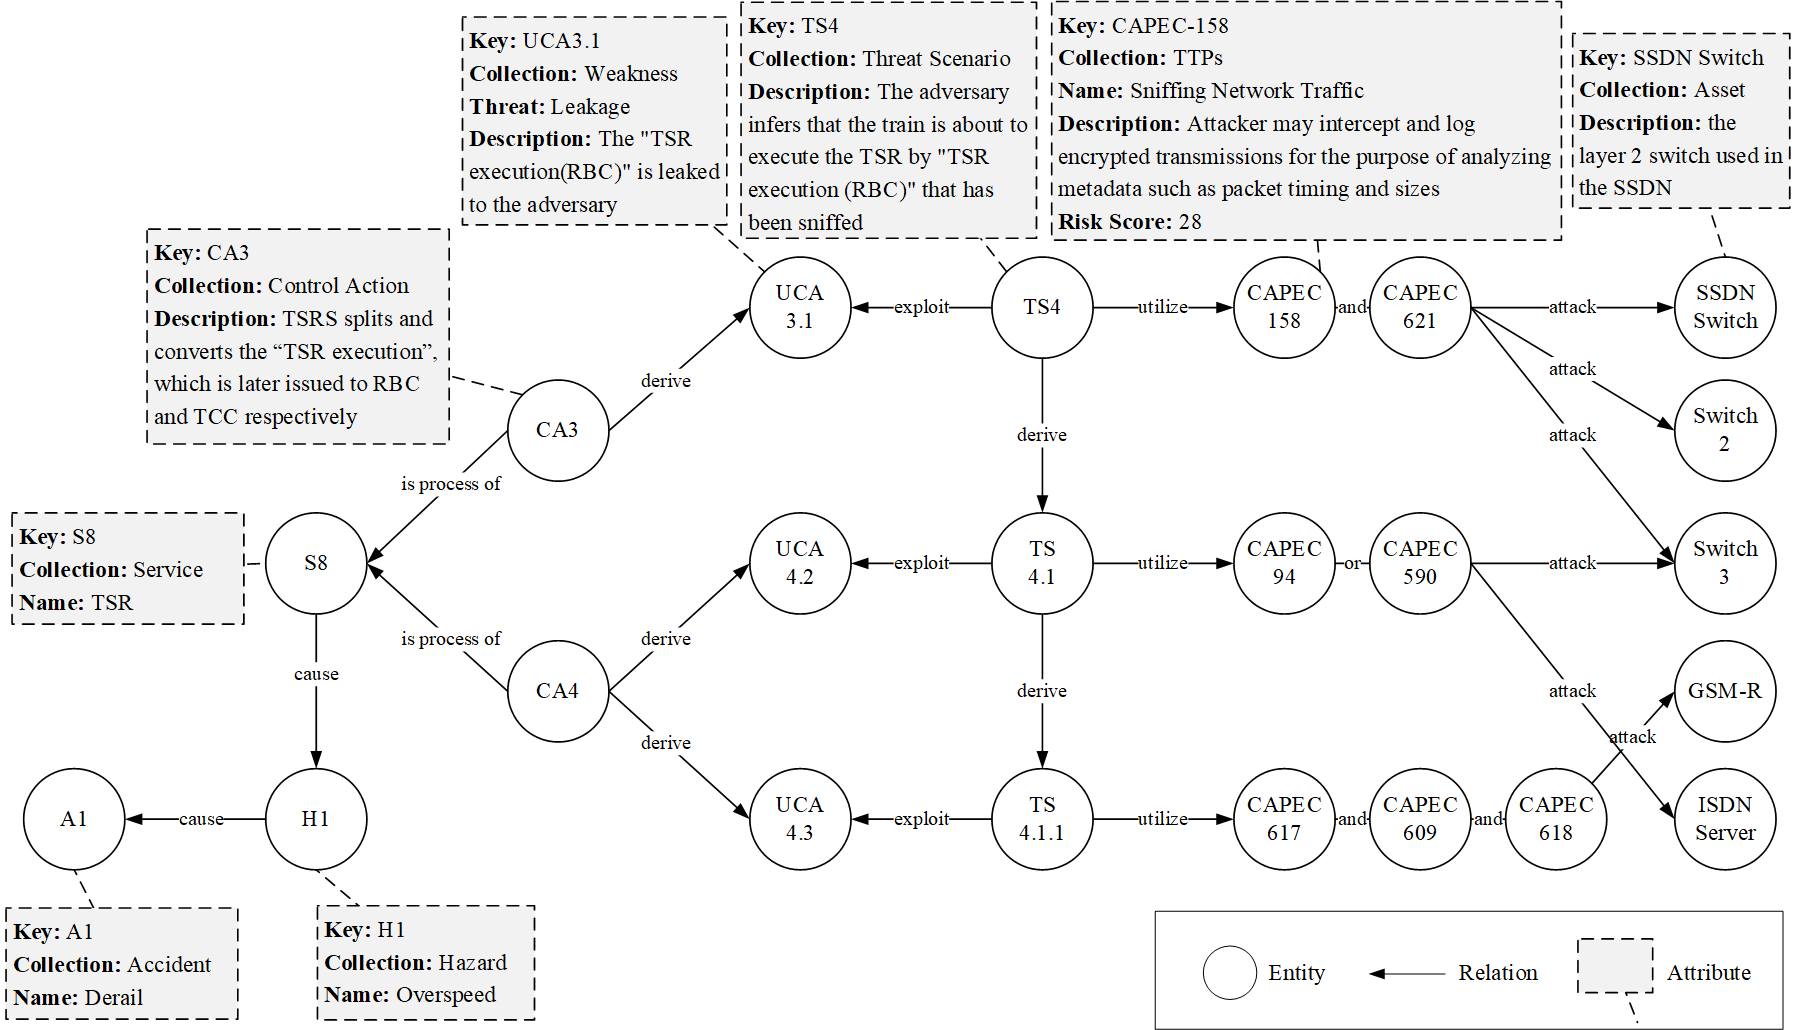 Key: UCA3.1
Collection: Weakness
Threat: Leakage
Description: The "TSR
execution(RBC)" is leaked
to the adversary
Key: TS4
Collection: Threat Scenario
Description: The adversary
infers that the train is about to
execute the TSR by "TSR
execution (RBC)" that has
been sniffed
Key: CAPEC-158
Collection: TTPs
Name: Sniffing Network Traffic
Description: Attacker may intercept and log
encrypted transmissions for the purpose of analyzing
metadata such as packet timing and sizes
Risk Score: 28
Key: SSDN Switch
Collection: Asset
Description: the
layer 2 switch used in
the SSDN
Key: CA3
Collection: Control Action
Description: TSRS splits and
converts the “TSR execution”,
which is later issued to RBC
and TCC respectively
UCA
3.1
exploit
TS4
utilize
CAPEC
158
and
CAPEC
621
attack
SSDN
Switch
attack
derive
CA3
derive
attack
Switch
2
is process of
Key: S8
Collection: Service
Name: TSR
S8
UCA
4.2
exploit
TS
4.1
utilize
CAPEC
94
or
CAPEC
590
attack
Switch
3
is process of
derive
cause
CA4
derive
attack
GSM-R
derive
attack
A1
cause
H1
UCA
4.3
exploit
TS
4.1.1
utilize
CAPEC
617
and
CAPEC
609
and
CAPEC
618
ISDN
Server
Key: A1
Collection: Accident
Name: Derail
Key: H1
Collection: Hazard
Name: Overspeed
Entity
Relation
Attribute